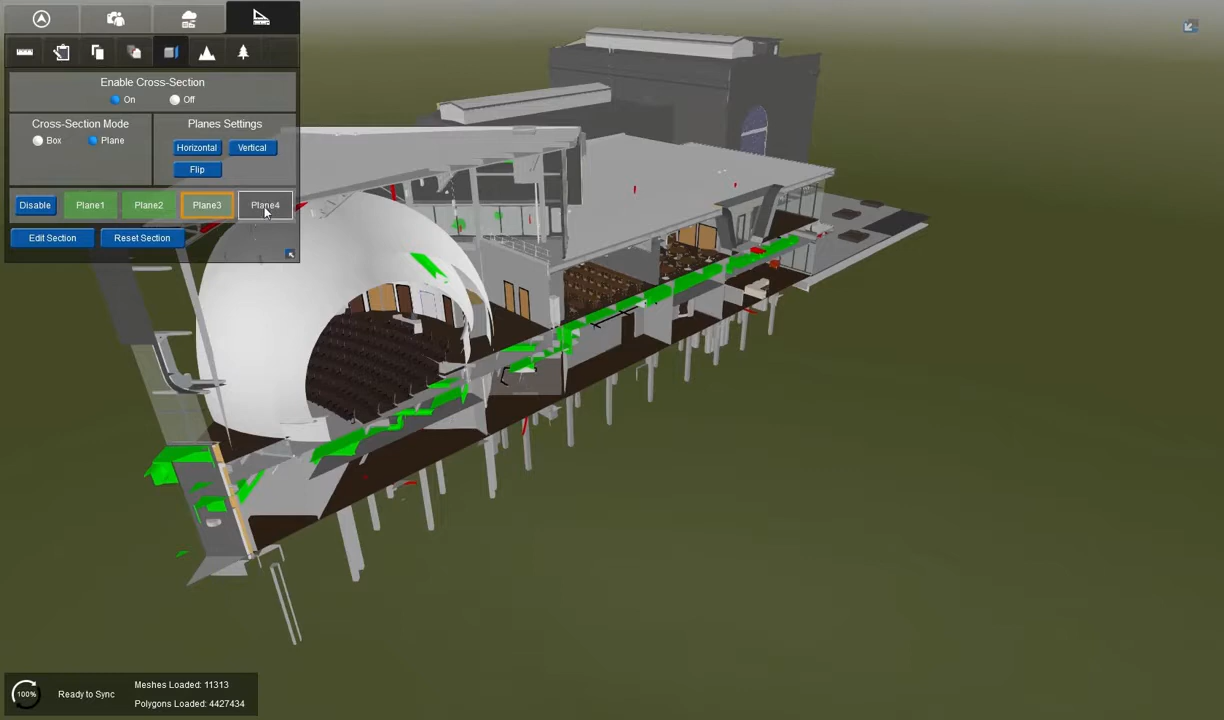 Enable Cross-Section
On Off
Cross-Section Mode
Box Plane
Planes Settings
Horizontal Vertical
Flip
Disable Plane1 Plane2 Plane3 Plane4
Edit Section Reset Section
100% Ready to Sync
Meshes Loaded: 11313
Polygons Loaded: 4427434